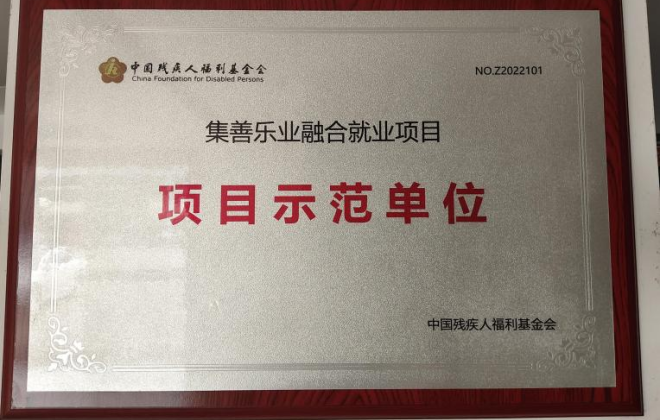 中国残疾人福利基金会
China Foundation for Disabled Persons
NO.Z2022101
集善乐业融合就业项目
项目示范单位
中国残疾人福利基金会